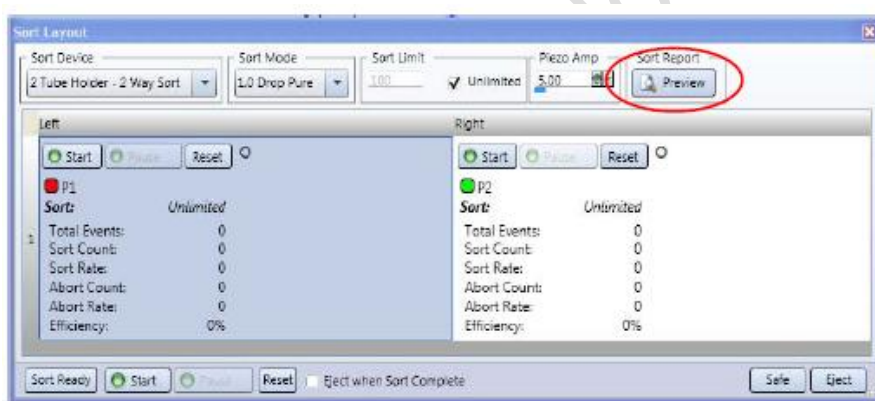 Sort Layout
Sort Device Sort Mode Sort Limit Piezo Amp Sort Report
2 Tube Holder - 2 Way Sort 1.0 Drop Pure 100 Unlimited 5.00 Preview
Left Right
Start Pause Reset Start Pause Reset
P1 P2
Sort: Unlimited Sort: Unlimited
Total Events: 0 Total Events: 0
1
Sort Count: 0 Sort Count: 0
Sort Rate: 0 Sort Rate: 0
Abort Count: 0 Abort Count: 0
Abort Rate: 0 Abort Rate: 0
Efficiency: 0% Efficiency: 0%
Sort Ready Start Pause Reset Eject when Sort Complete Safe Eject